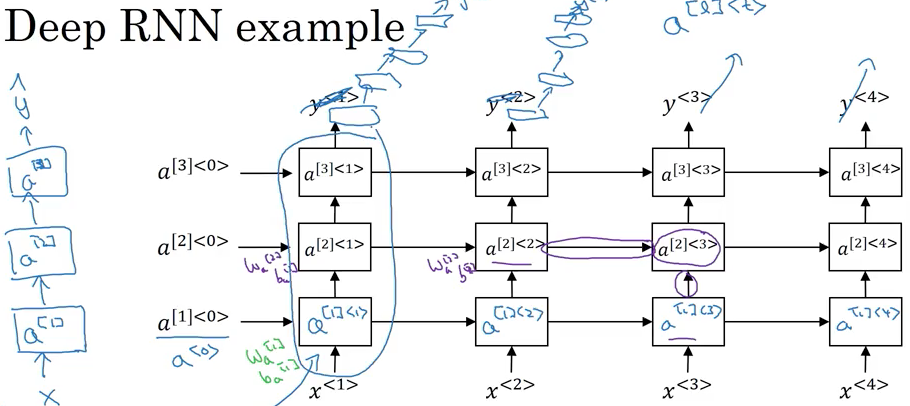 Deep RNN example
a^[l]<t>
ŷ
y^<1> y^<2> y^<3> y^<4>
a^[3] a^[3]<0> a^[3]<1> a^[3]<2> a^[3]<3> a^[3]<4>
a^[2] a^[2]<0> a^[2]<1> a^[2]<2> a^[2]<3> a^[2]<4>
W_a^[2] W_a^[2]
b_a^[2] b_a^[2]
a^[1] a^[1]<0> a^[1]<1> a^[1]<2> a^[1]<3> a^[1]<4>
a^<0> W_a^[1]
b_a^[1]
x x^<1> x^<2> x^<3> x^<4>